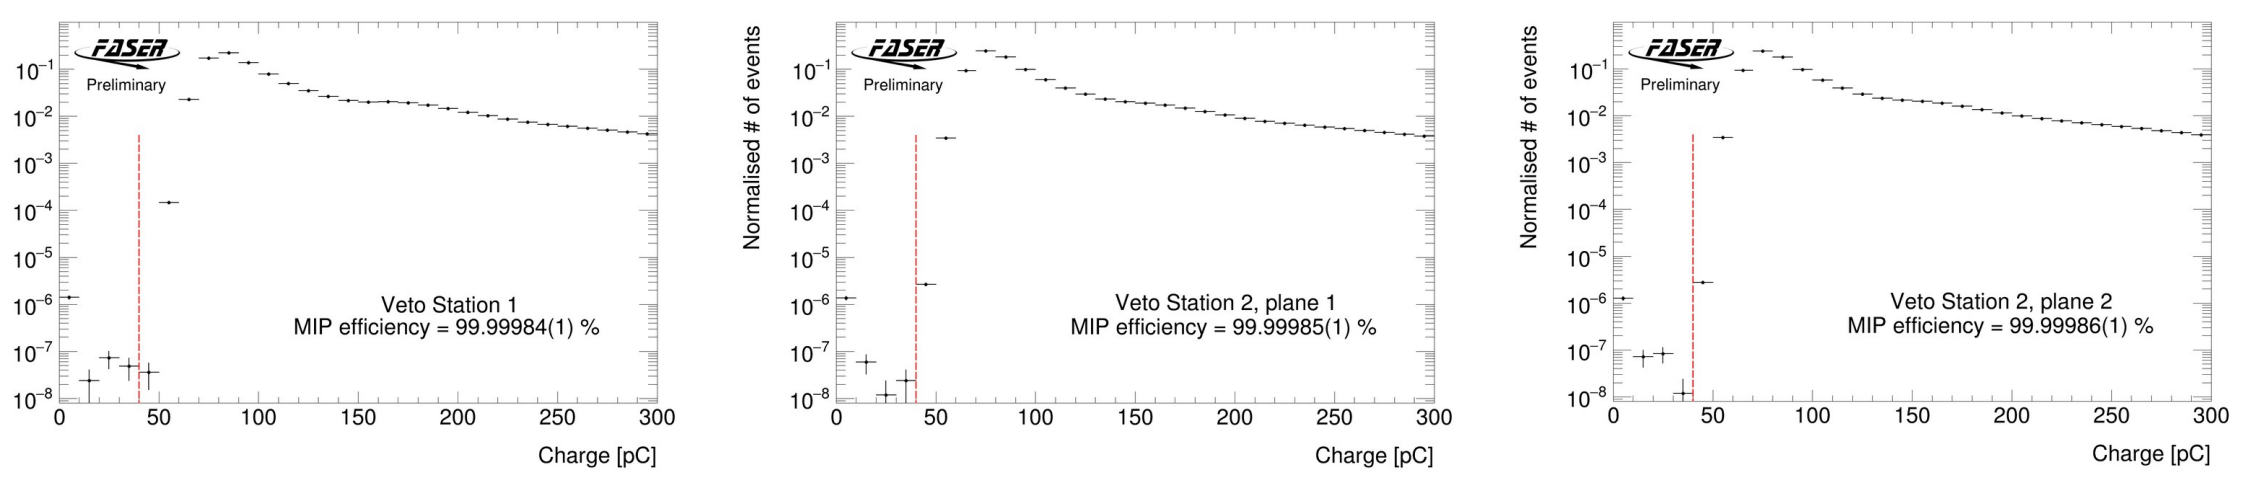 FASER
Preliminary
10⁻¹
10⁻²
10⁻³
10⁻⁴
10⁻⁵
10⁻⁶
10⁻⁷
10⁻⁸
Veto Station 1
MIP efficiency = 99.99984(1) %
0 50 100 150 200 250 300
Charge [pC]
Normalised # of events
FASER
Preliminary
10⁻¹
10⁻²
10⁻³
10⁻⁴
10⁻⁵
10⁻⁶
10⁻⁷
10⁻⁸
Veto Station 2, plane 1
MIP efficiency = 99.99985(1) %
0 50 100 150 200 250 300
Charge [pC]
Normalised # of events
FASER
Preliminary
10⁻¹
10⁻²
10⁻³
10⁻⁴
10⁻⁵
10⁻⁶
10⁻⁷
10⁻⁸
Veto Station 2, plane 2
MIP efficiency = 99.99986(1) %
0 50 100 150 200 250 300
Charge [pC]